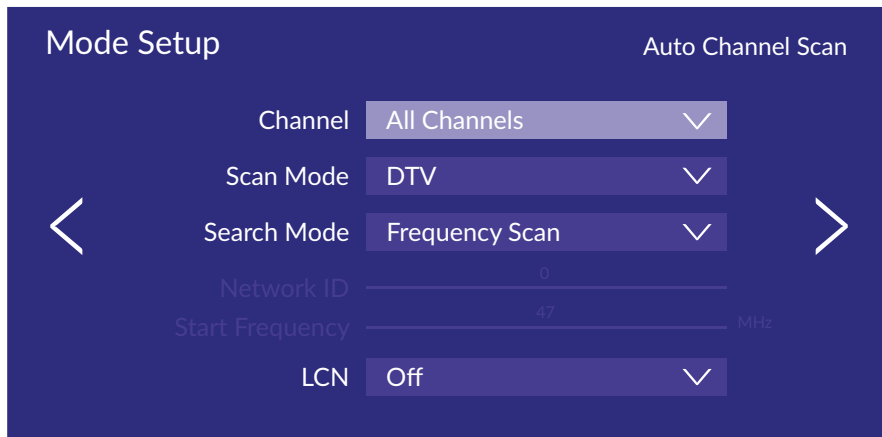 Mode Setup
Auto Channel Scan
Channel All Channels
Scan Mode DTV
Search Mode Frequency Scan
Network ID 0
Start Frequency 47 MHz
LCN Off